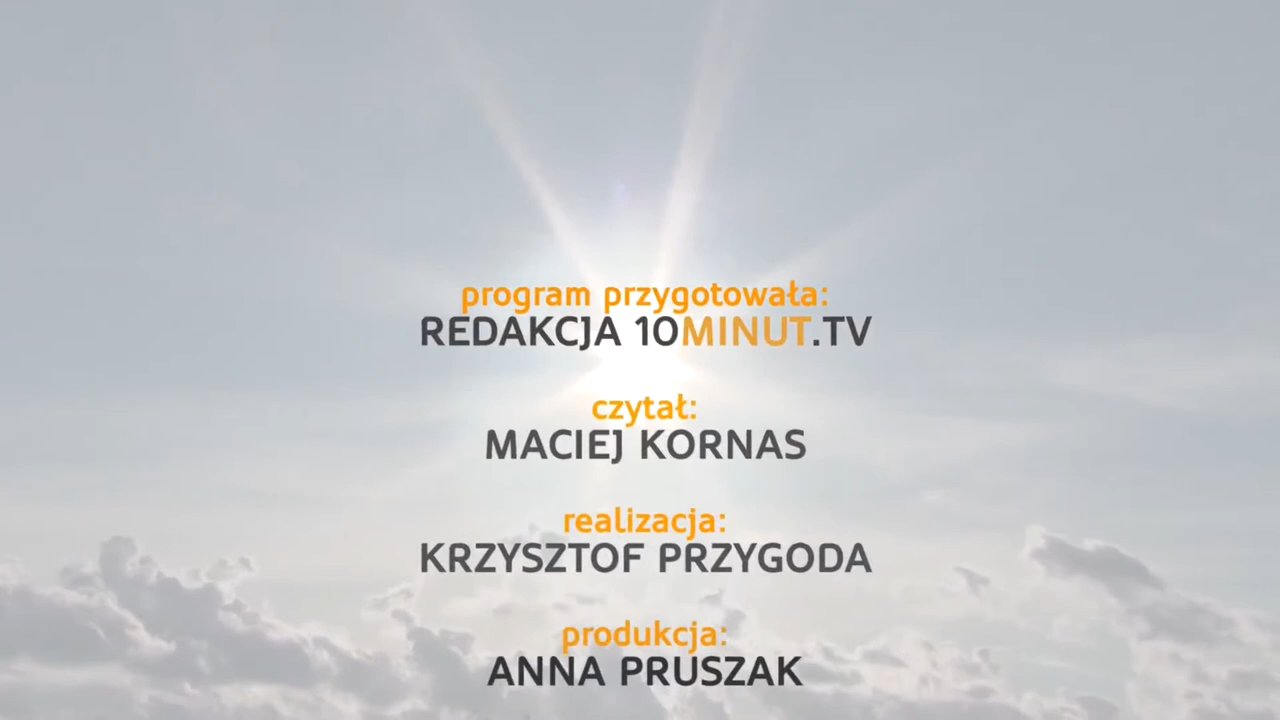 program przygotowała:
REDAKCJA 10MINUT.TV
czytał:
MACIEJ KORNAS
realizacja:
KRZYSZTOF PRZYGODA
produkcja:
ANNA PRUSZAK